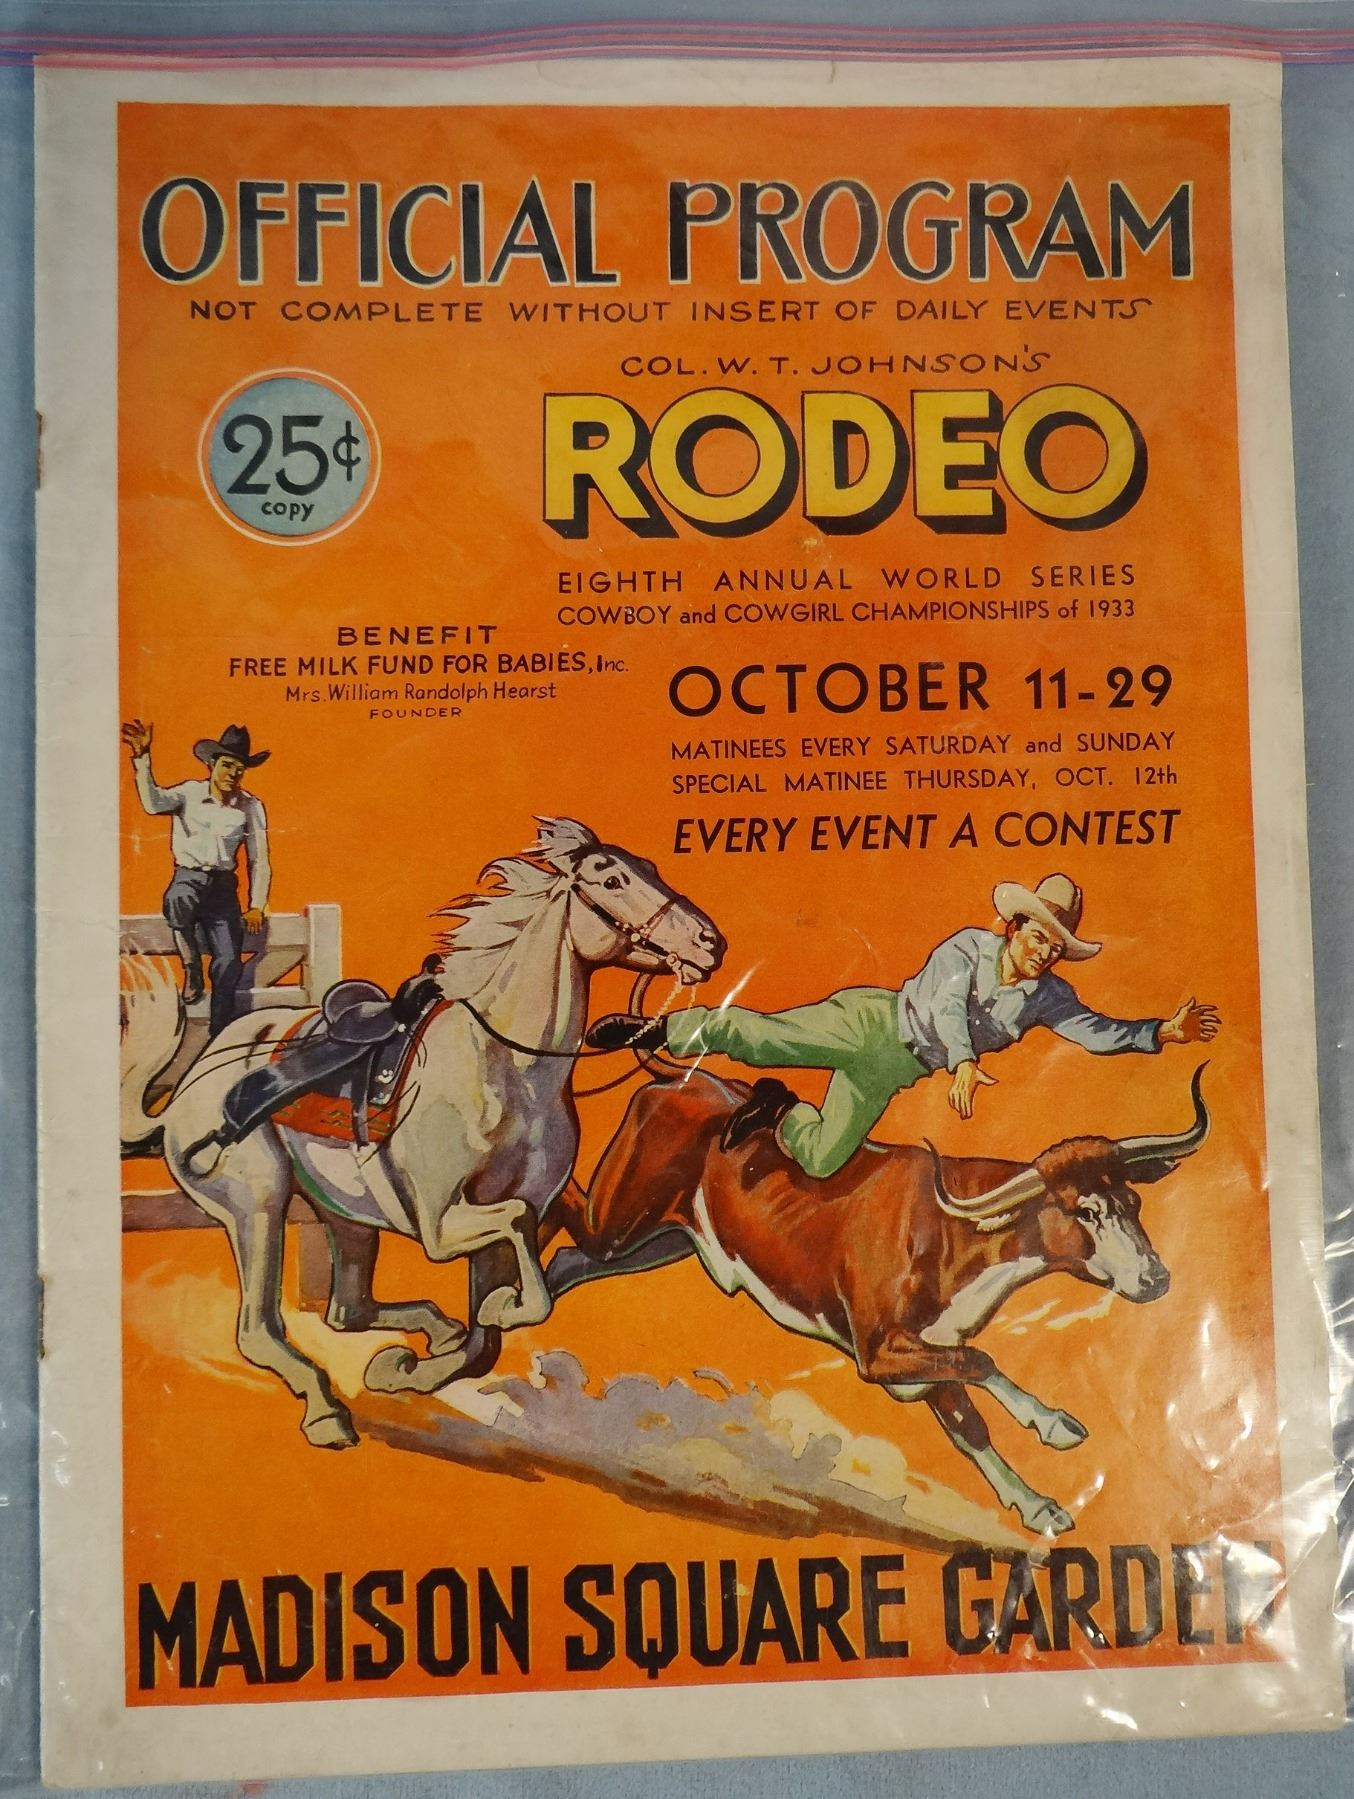 OFFICIAL PROGRAM
NOT COMPLETE WITHOUT INSERT OF DAILY EVENTS
COL. W. T. JOHNSON'S
RODEO
25¢
copy
EIGHTH ANNUAL WORLD SERIES
COWBOY and COWGIRL CHAMPIONSHIPS of 1933
BENEFIT
FREE MILK FUND FOR BABIES, Inc.
Mrs. William Randolph Hearst
FOUNDER
OCTOBER 11-29
MATINEES EVERY SATURDAY and SUNDAY
SPECIAL MATINEE THURSDAY, OCT. 12th
EVERY EVENT A CONTEST
MADISON SQUARE GARDEN